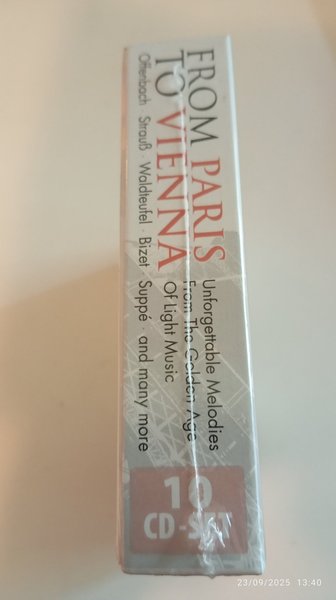 FROM PARIS
TO VIENNA
Offenbach · Strauß · Waldteufel · Bizet · Suppé · and many more
Unforgettable Melodies
From The Golden Age
Of Light Music
10
CD-SET
23/09/2025 13:40